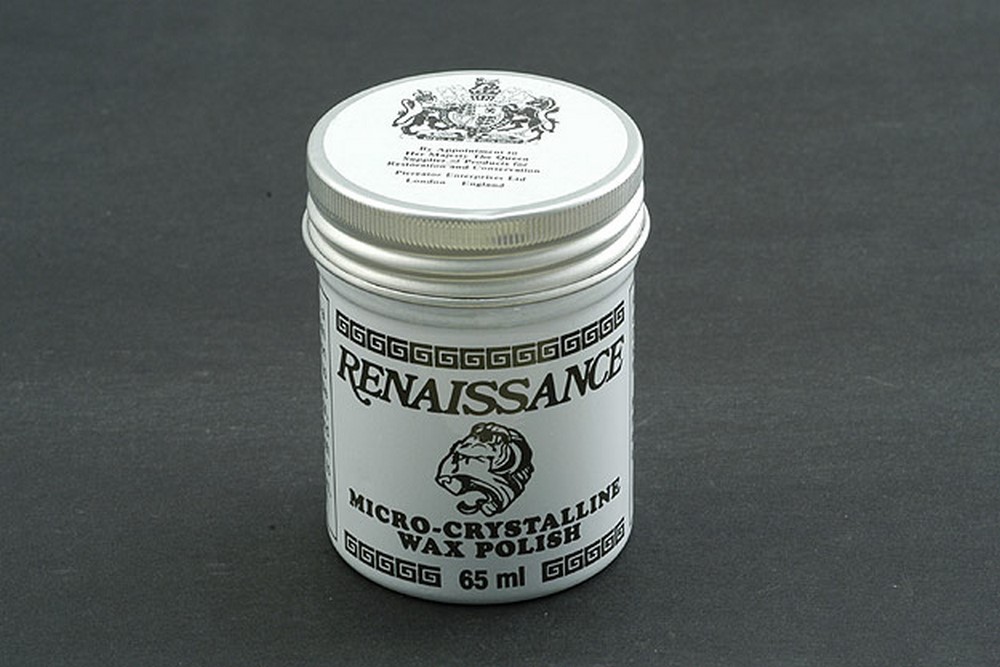 By Appointment to
Her Majesty The Queen
Supplier of Products for
Restoration and Conservation
Picreator Enterprises Ltd
London England
RENAISSANCE
MICRO-CRYSTALLINE
WAX POLISH
65 ml